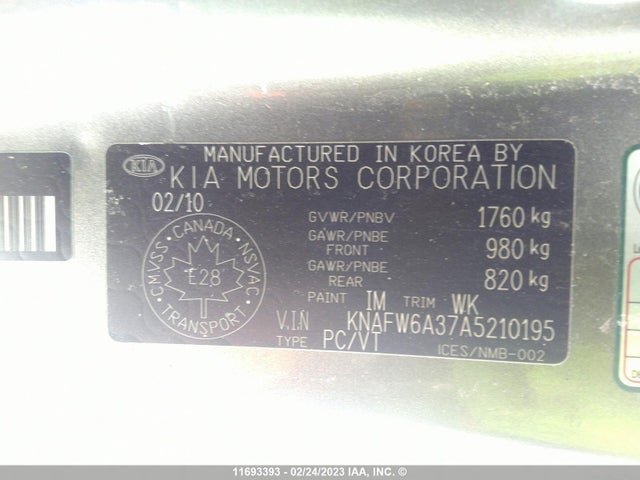 MANUFACTURED IN KOREA BY
KIA KIA MOTORS CORPORATION
02/10
GVWR/PNBV 1760 kg
GAWR/PNBE FRONT 980 kg
GAWR/PNBE REAR 820 kg
CMVSS · CANADA · NSVAC
E28
TRANSPORT
PAINT IM TRIM WK
V.I.N KNAFW6A37A5210195
TYPE PC/VT ICES/NMB-002
11693393 - 02/24/2023 IAA, INC. ©